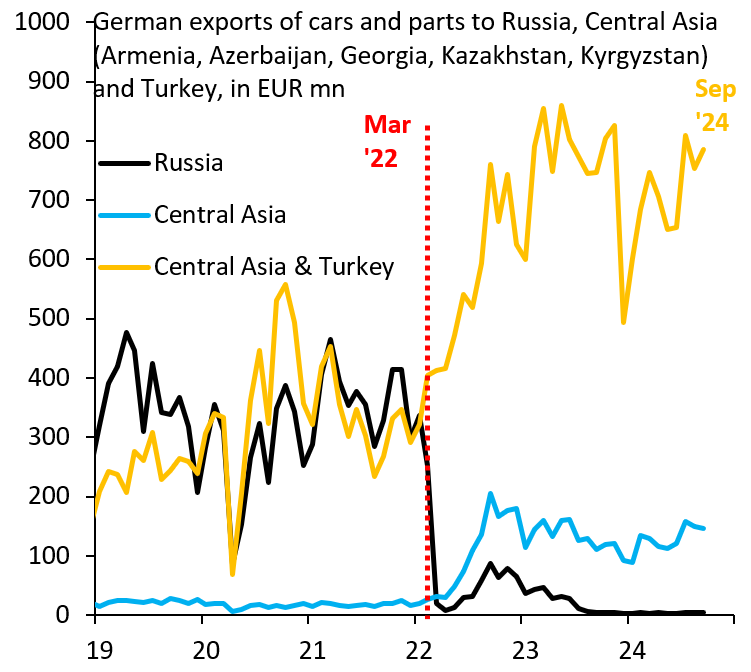 German exports of cars and parts to Russia, Central Asia
(Armenia, Azerbaijan, Georgia, Kazakhstan, Kyrgyzstan)
and Turkey, in EUR mn
1000
900
800
700
600
500
400
300
200
100
0
Mar
'22
Sep
'24
Russia
Central Asia
Central Asia & Turkey
19
20
21
22
23
24